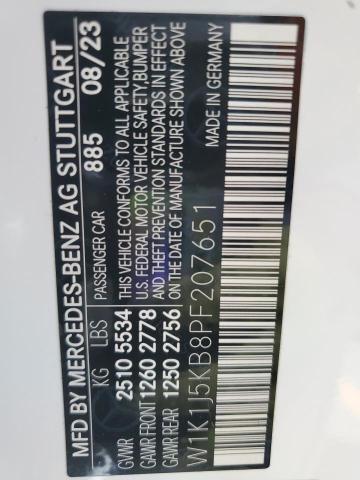 MFD BY MERCEDES-BENZ AG STUTTGART
PASSENGER CAR 885 08/23
KG LBS
GVWR 2510 5534
GAWR FRONT 1260 2778
GAWR REAR 1250 2756
THIS VEHICLE CONFORMS TO ALL APPLICABLE
U.S. FEDERAL MOTOR VEHICLE SAFETY,BUMPER
AND THEFT PREVENTION STANDARDS IN EFFECT
ON THE DATE OF MANUFACTURE SHOWN ABOVE
W1K1J5KB8PF207651 MADE IN GERMANY